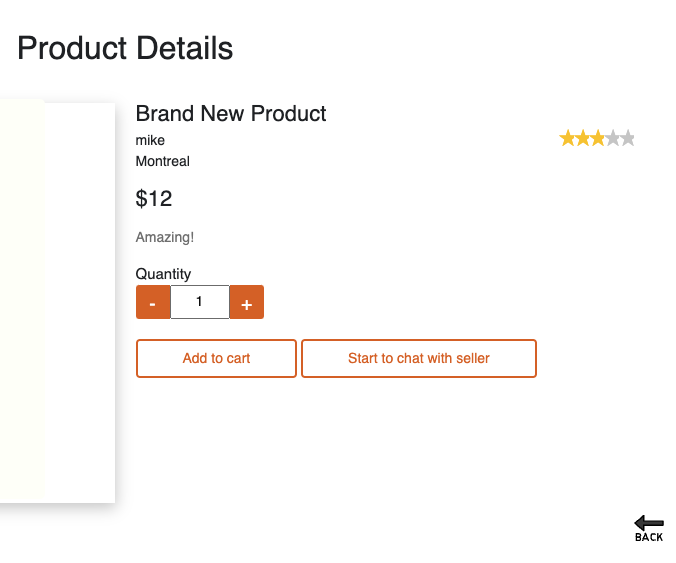 Product Details
Brand New Product
mike
Montreal
$12
Amazing!
Quantity
- 1 +
Add to cart Start to chat with seller
BACK